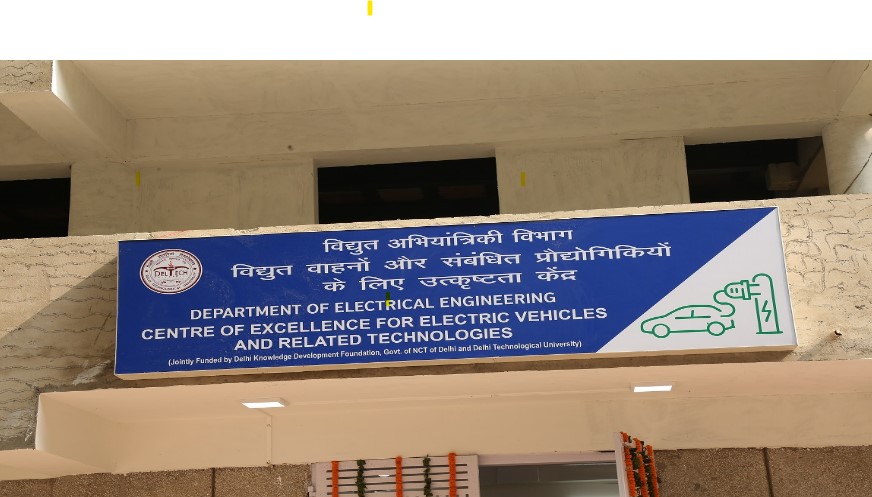 विद्युत अभियांत्रिकी विभाग
विद्युत वाहनों और संबंधित प्रौद्योगिकियों
के लिए उत्कृष्टता केंद्र
DELTECH
DEPARTMENT OF ELECTRICAL ENGINEERING
CENTRE OF EXCELLENCE FOR ELECTRIC VEHICLES
AND RELATED TECHNOLOGIES
(Jointly Funded by Delhi Knowledge Development Foundation, Govt. of NCT of Delhi and Delhi Technological University)